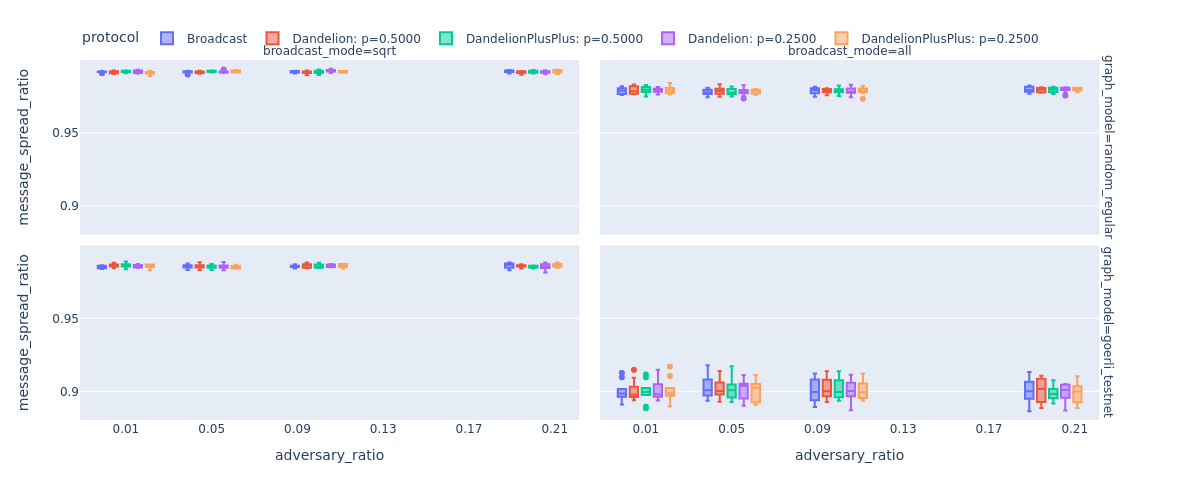 protocol Broadcast Dandelion: p=0.5000 DandelionPlusPlus: p=0.5000 Dandelion: p=0.2500 DandelionPlusPlus: p=0.2500
broadcast_mode=sqrt broadcast_mode=all
message_spread_ratio
0.95
0.9
graph_model=random_regular
message_spread_ratio
0.95
0.9
graph_model=goerli_testnet
0.01 0.05 0.09 0.13 0.17 0.21 0.01 0.05 0.09 0.13 0.17 0.21
adversary_ratio adversary_ratio